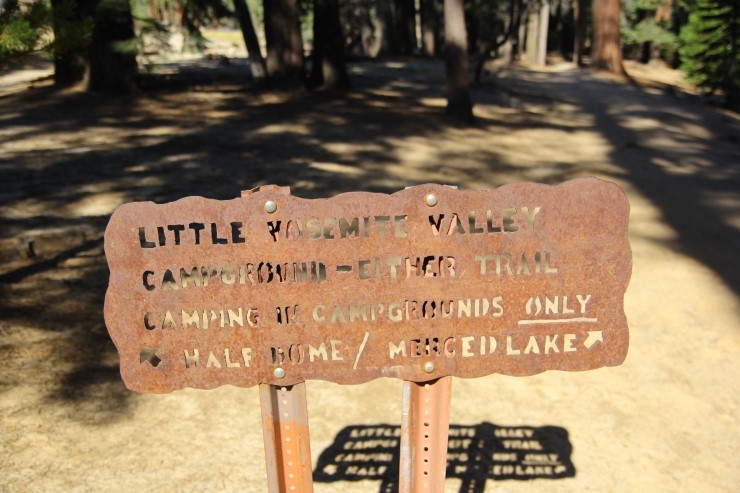 LITTLE YOSEMITE VALLEY
CAMPGROUND - EITHER TRAIL
CAMPING IN CAMPGROUNDS ONLY
↖ HALF DOME / MERCED LAKE ↗